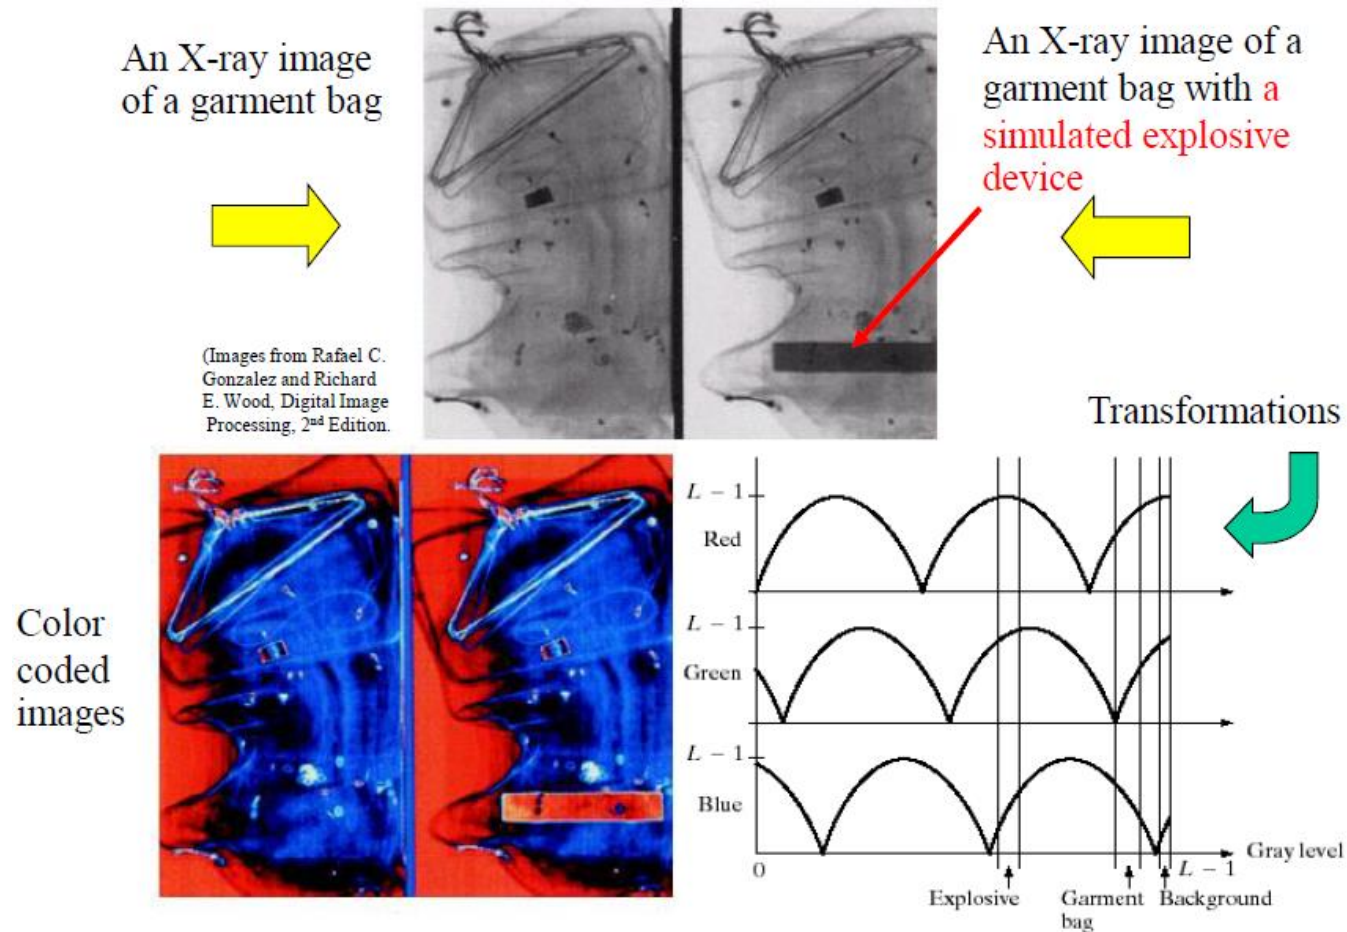 An X-ray image
of a garment bag
An X-ray image of a
garment bag with a
simulated explosive
device
(Images from Rafael C.
Gonzalez and Richard
E. Wood, Digital Image
Processing, 2nd Edition.
Transformations
Color
coded
images
L − 1
Red
L − 1
Green
L − 1
Blue
Gray level
0
L − 1
Explosive
Garment
bag
Background